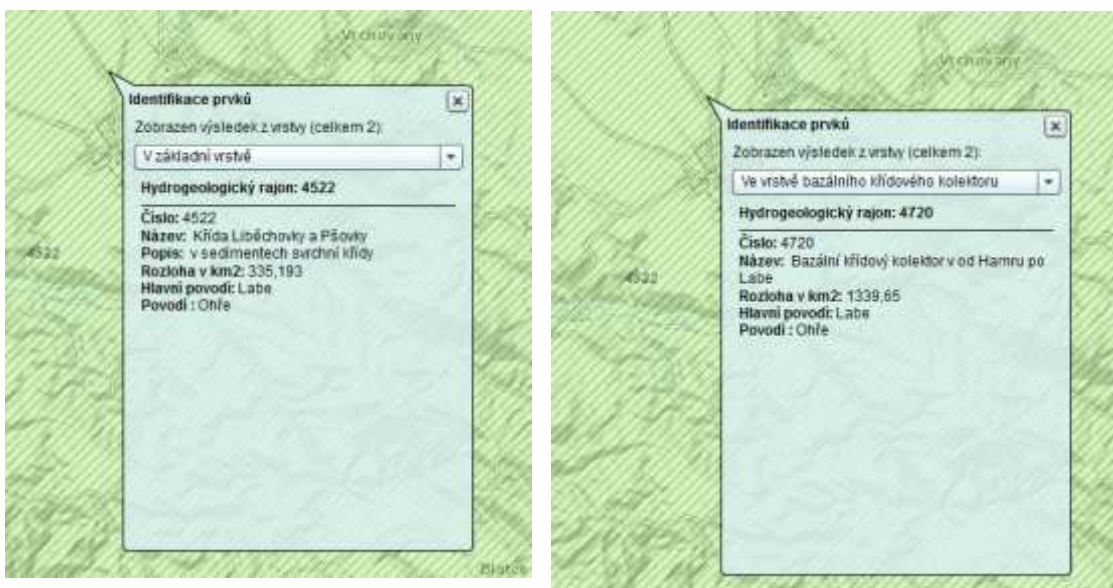 Vrchovany
Identifikace prvků
Zobrazen výsledek z vrstvy (celkem 2):
V základní vrstvě
Hydrogeologický rajon: 4522
Číslo: 4522
Název: Křída Liběchovky a Pšovky
Popis: v sedimentech svrchní křídy
Rozloha v km2: 335,193
Hlavní povodí: Labe
Povodí : Ohře
4522
Blatce
Vrchovany
Identifikace prvků
Zobrazen výsledek z vrstvy (celkem 2):
Ve vrstvě bazálního křídového kolektoru
Hydrogeologický rajon: 4720
Číslo: 4720
Název: Bazální křídový kolektor v od Hamru po
Labe
Rozloha v km2: 1339,65
Hlavní povodí: Labe
Povodí : Ohře
4522